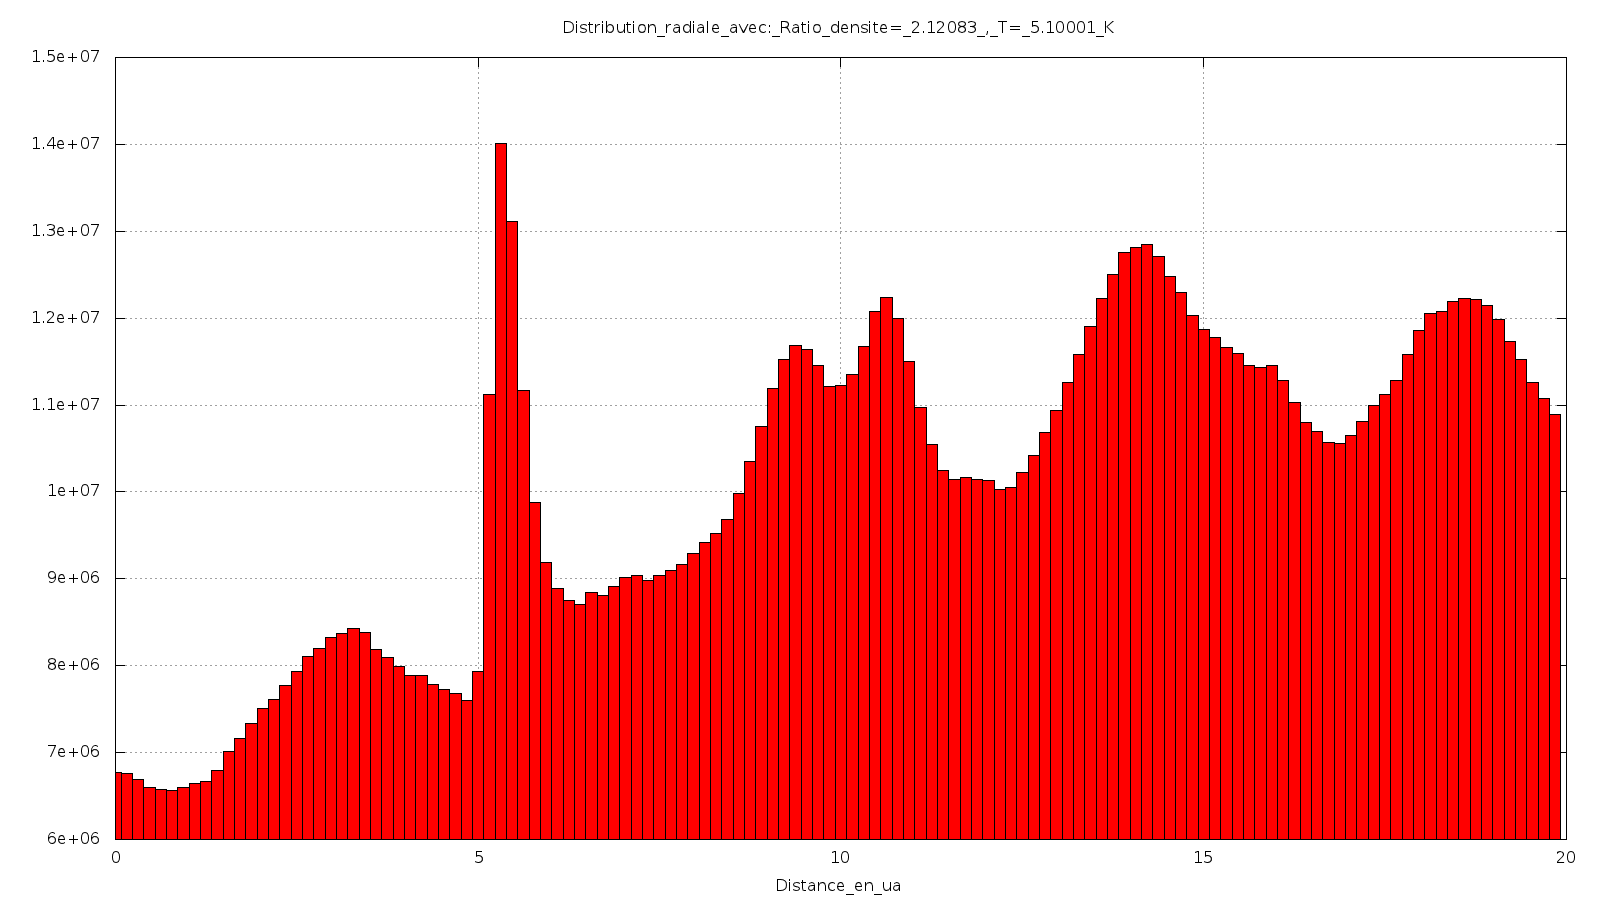 Distribution_radiale_avec:_Ratio_densite=_2.12083_,_T=_5.10001_K
1.5e+07
1.4e+07
1.3e+07
1.2e+07
1.1e+07
1e+07
9e+06
8e+06
7e+06
6e+06
0 5 10 15 20
Distance_en_ua